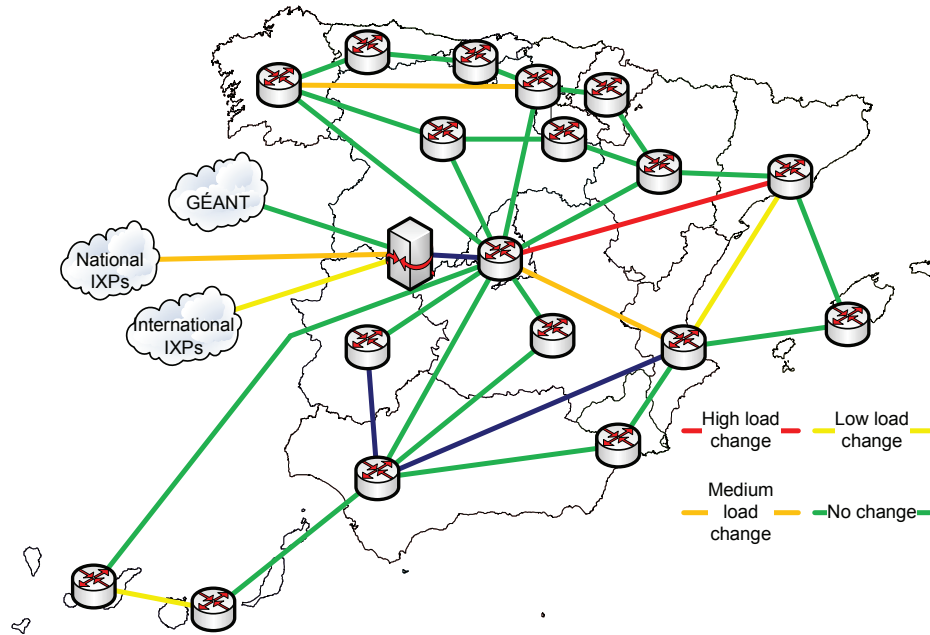 GÉANT
National
IXPs
International
IXPs
High load
change
Low load
change
Medium
load
change
No change